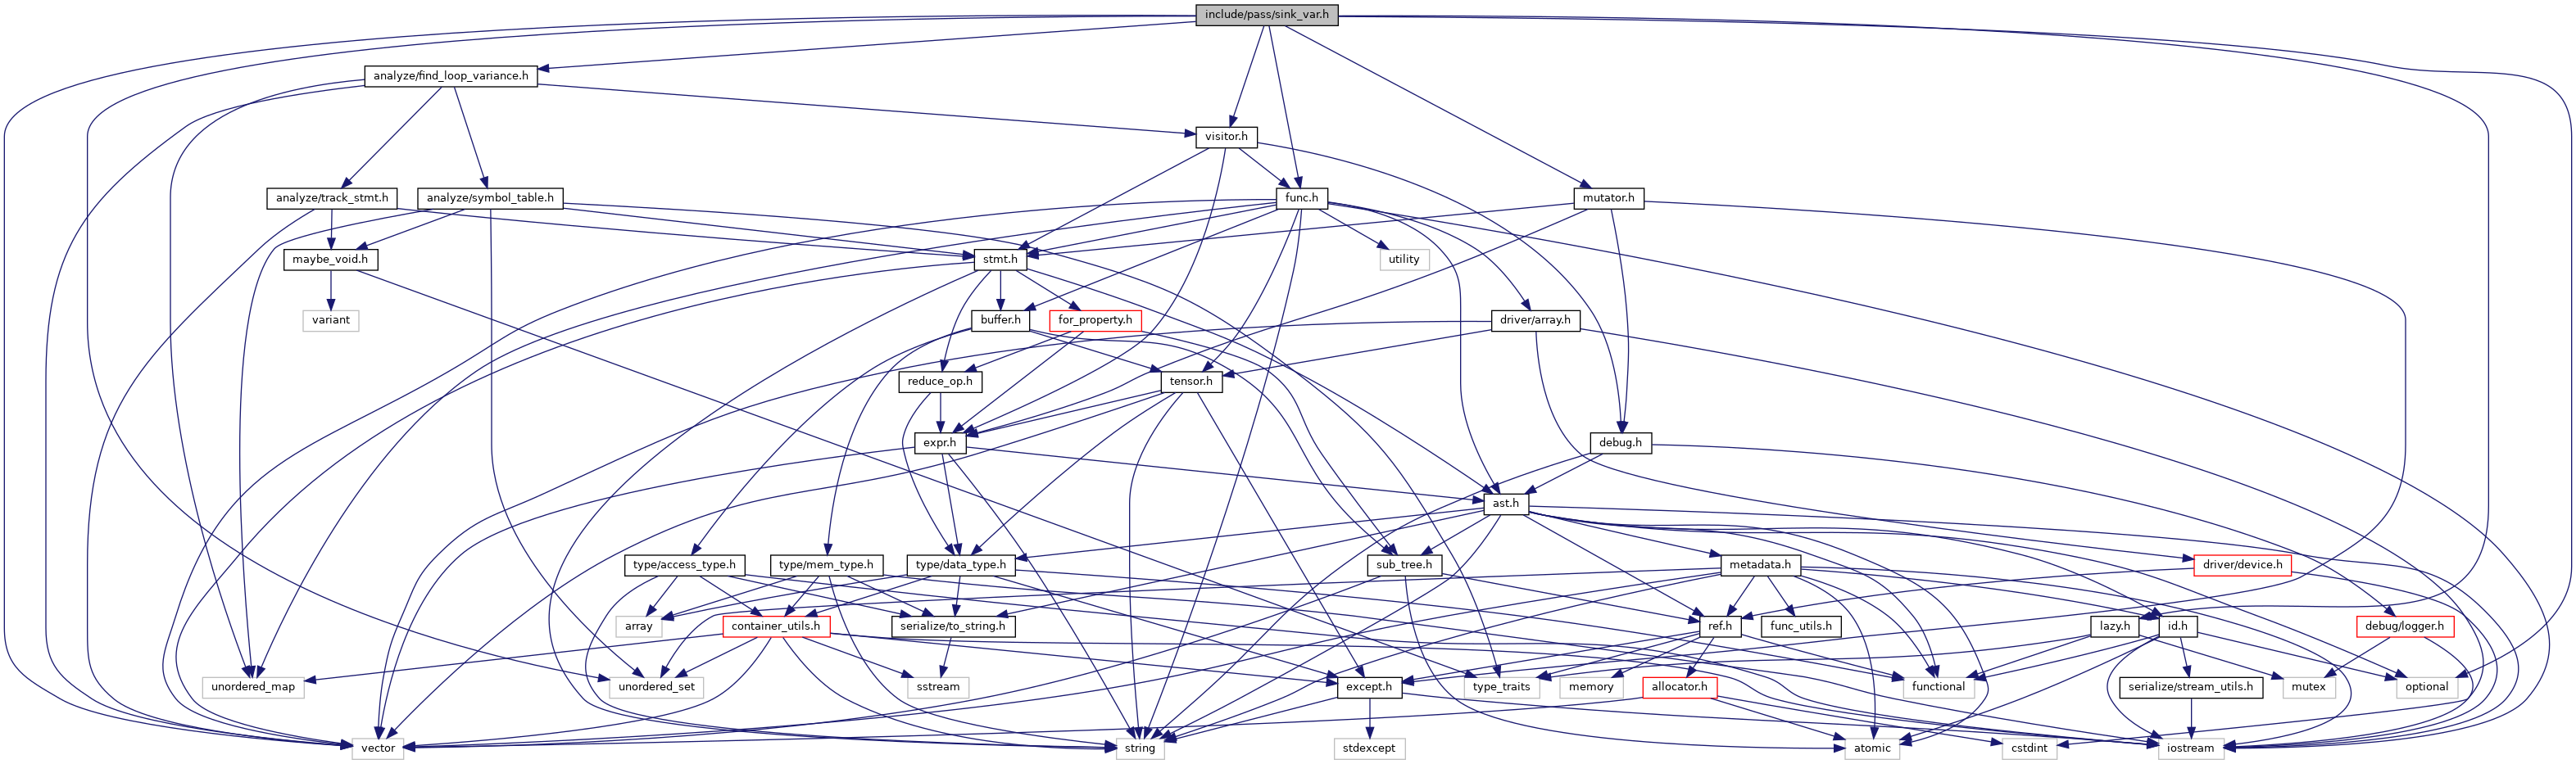 include/pass/sink_var.h
analyze/find_loop_variance.h
visitor.h
analyze/track_stmt.h
analyze/symbol_table.h
func.h
mutator.h
maybe_void.h
stmt.h
utility
variant
buffer.h
for_property.h
driver/array.h
reduce_op.h
tensor.h
expr.h
debug.h
ast.h
type/access_type.h
type/mem_type.h
type/data_type.h
sub_tree.h
metadata.h
driver/device.h
array
container_utils.h
serialize/to_string.h
ref.h
func_utils.h
lazy.h
id.h
debug/logger.h
unordered_map
unordered_set
sstream
except.h
type_traits
memory
allocator.h
functional
serialize/stream_utils.h
mutex
optional
vector
string
stdexcept
atomic
cstdint
iostream